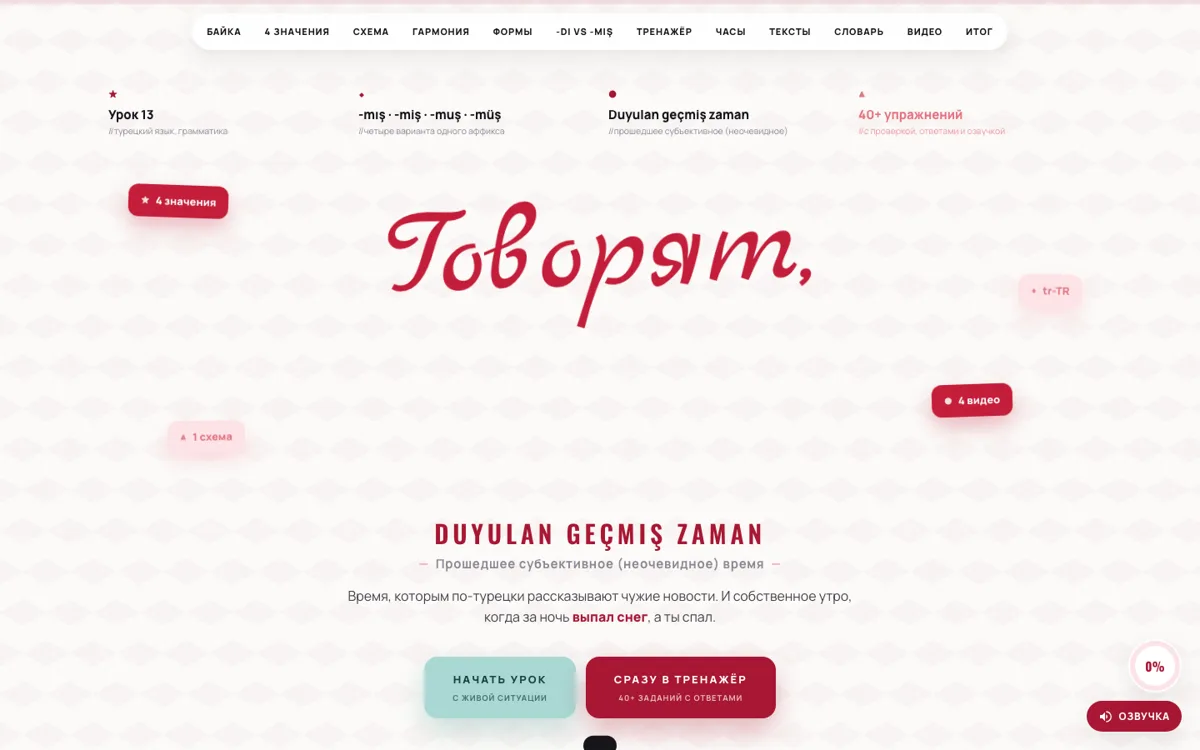 БАЙКА 4 ЗНАЧЕНИЯ СХЕМА ГАРМОНИЯ ФОРМЫ -DI VS -MIŞ ТРЕНАЖЁР ЧАСЫ ТЕКСТЫ СЛОВАРЬ ВИДЕО ИТОГ
Урок 13
//турецкий язык, грамматика
-mış · -miş · -muş · -müş
//четыре варианта одного аффикса
Duyulan geçmiş zaman
//прошедшее субъективное (неочевидное)
40+ упражнений
//с проверкой, ответами и озвучкой
4 значения
Говорят,
tr-TR
4 видео
1 схема
DUYULAN GEÇMİŞ ZAMAN
— Прошедшее субъективное (неочевидное) время —
Время, которым по-турецки рассказывают чужие новости. И собственное утро,
когда за ночь выпал снег, а ты спал.
НАЧАТЬ УРОК
С ЖИВОЙ СИТУАЦИИ
СРАЗУ В ТРЕНАЖЁР
40+ ЗАДАНИЙ С ОТВЕТАМИ
0%
ОЗВУЧКА